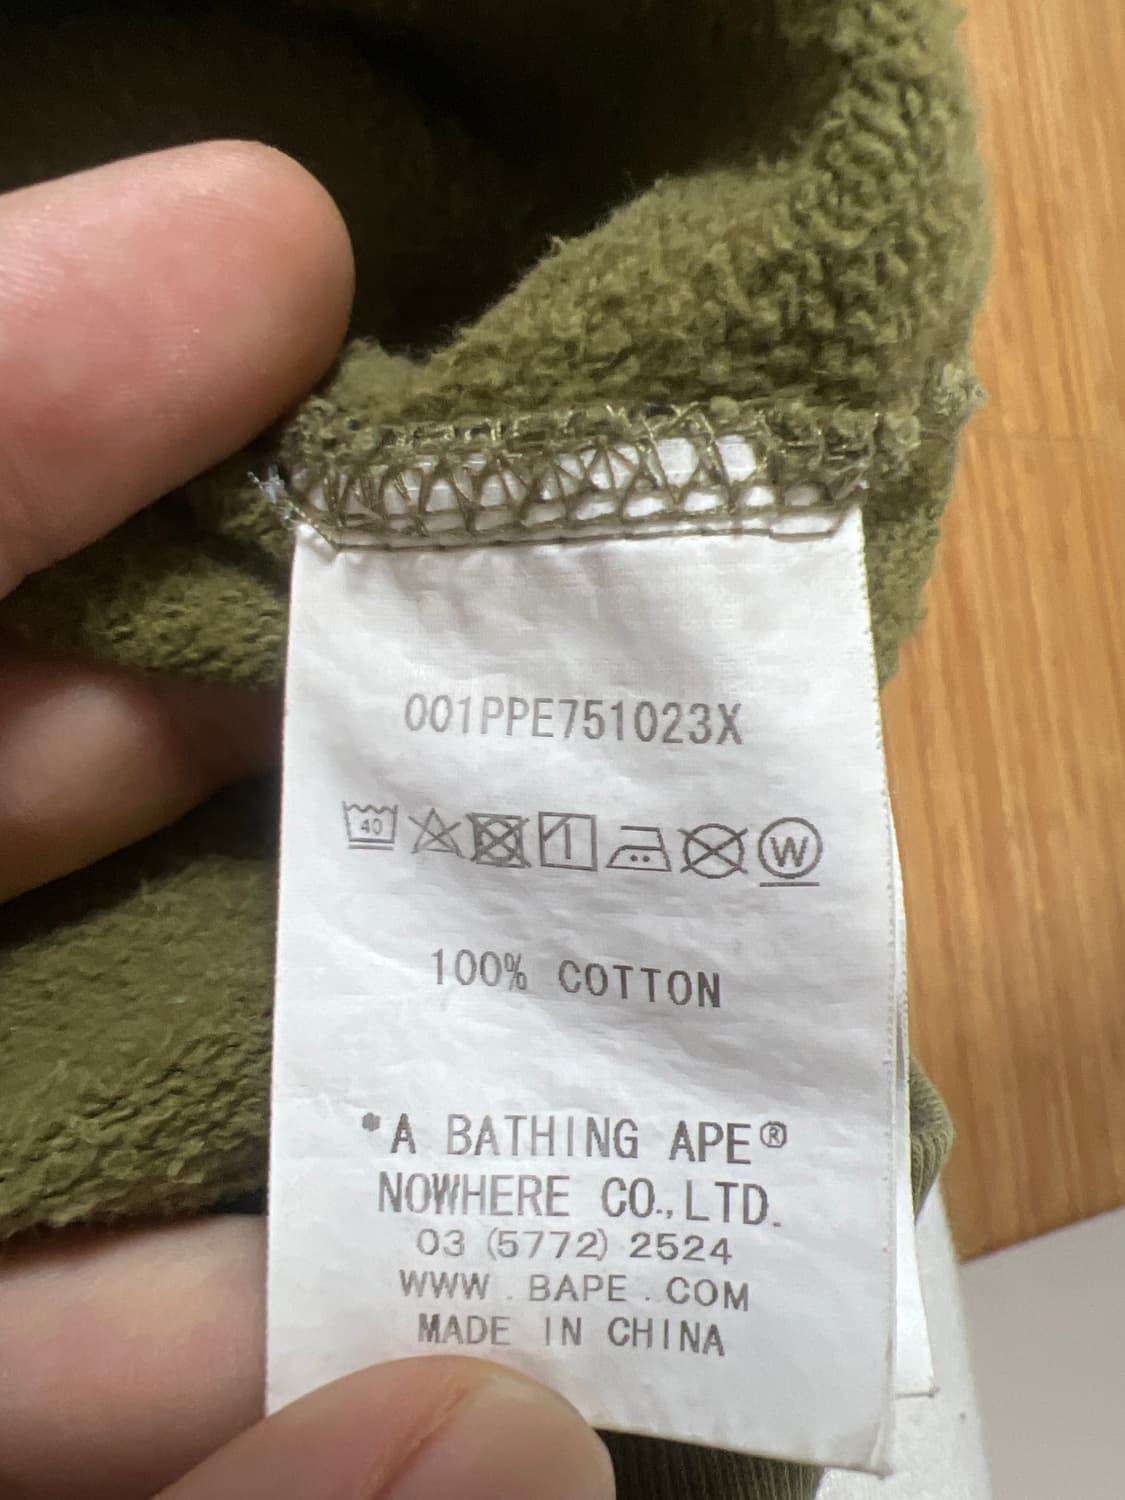 001PPE751023X
40 W
100% COTTON
*A BATHING APE®
NOWHERE CO.,LTD.
03 (5772) 2524
WWW . BAPE . COM
MADE IN CHINA